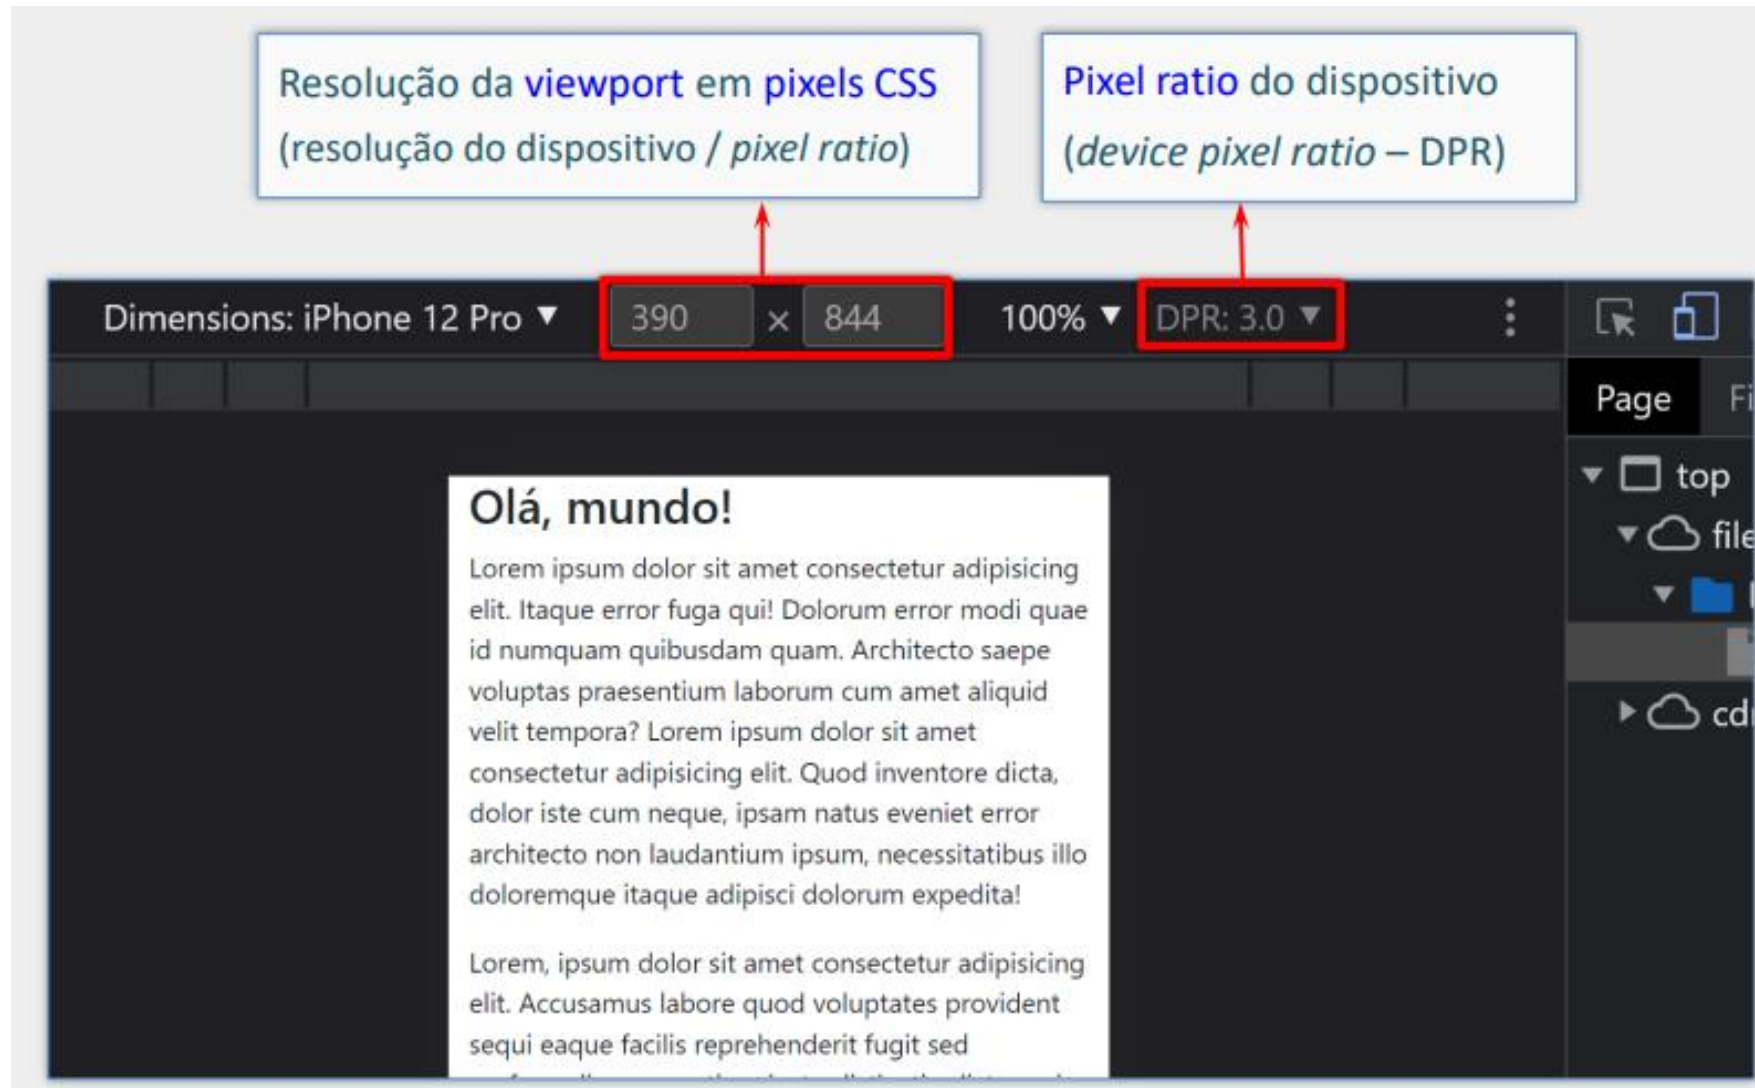 Resolução da viewport em pixels CSS
(resolução do dispositivo / pixel ratio)
Pixel ratio do dispositivo
(device pixel ratio – DPR)
Dimensions: iPhone 12 Pro ▼ 390 × 844 100% ▼ DPR: 3.0 ▼
Page
top
file
Olá, mundo!
Lorem ipsum dolor sit amet consectetur adipisicing
elit. Itaque error fuga qui! Dolorum error modi quae
id numquam quibusdam quam. Architecto saepe
voluptas praesentium laborum cum amet aliquid
velit tempora? Lorem ipsum dolor sit amet
consectetur adipisicing elit. Quod inventore dicta,
dolor iste cum neque, ipsam natus eveniet error
architecto non laudantium ipsum, necessitatibus illo
doloremque itaque adipisci dolorum expedita!
Lorem, ipsum dolor sit amet consectetur adipisicing
elit. Accusamus labore quod voluptates provident
sequi eaque facilis reprehenderit fugit sed